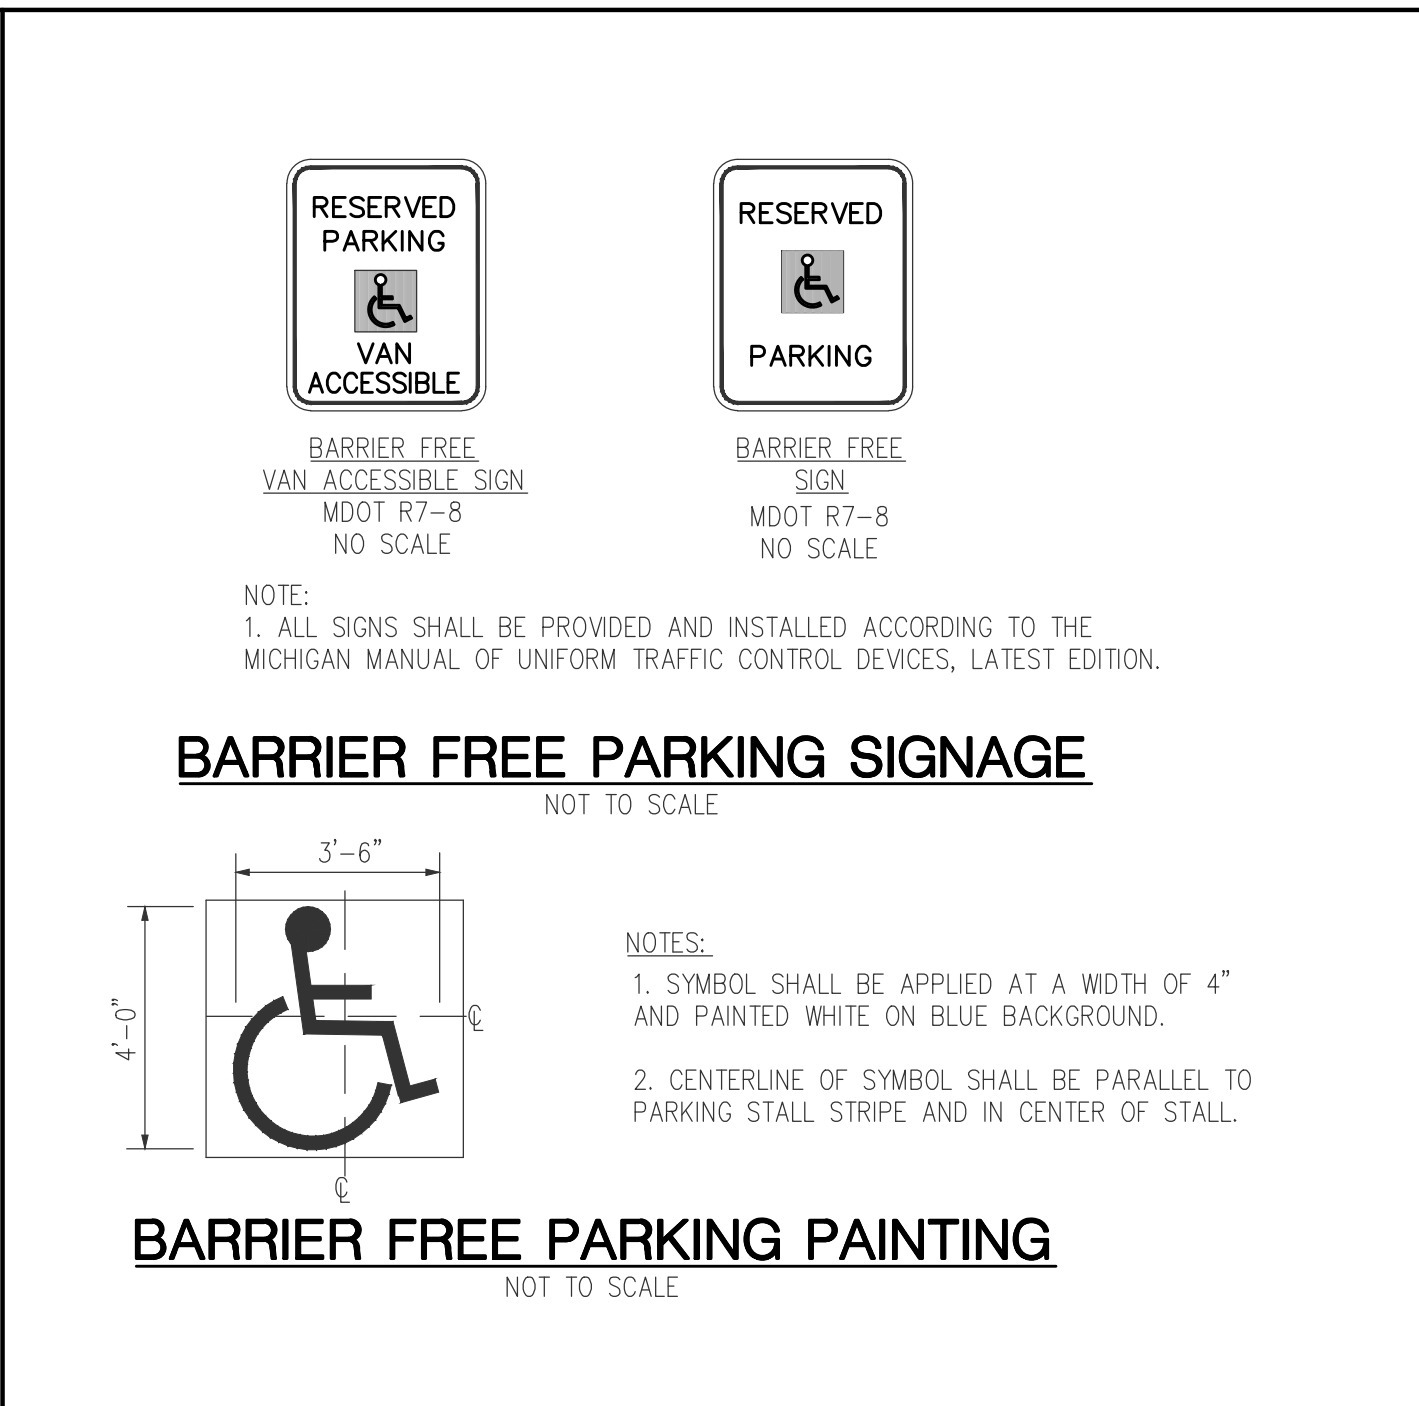 RESERVED
PARKING
VAN
ACCESSIBLE
BARRIER FREE
VAN ACCESSIBLE SIGN
MDOT R7-8
NO SCALE
RESERVED
PARKING
BARRIER FREE
SIGN
MDOT R7-8
NO SCALE
NOTE:
1. ALL SIGNS SHALL BE PROVIDED AND INSTALLED ACCORDING TO THE
MICHIGAN MANUAL OF UNIFORM TRAFFIC CONTROL DEVICES, LATEST EDITION.
BARRIER FREE PARKING SIGNAGE
NOT TO SCALE
3'-6"
4'-0"
℄
℄
NOTES:
1. SYMBOL SHALL BE APPLIED AT A WIDTH OF 4"
AND PAINTED WHITE ON BLUE BACKGROUND.
2. CENTERLINE OF SYMBOL SHALL BE PARALLEL TO
PARKING STALL STRIPE AND IN CENTER OF STALL.
BARRIER FREE PARKING PAINTING
NOT TO SCALE